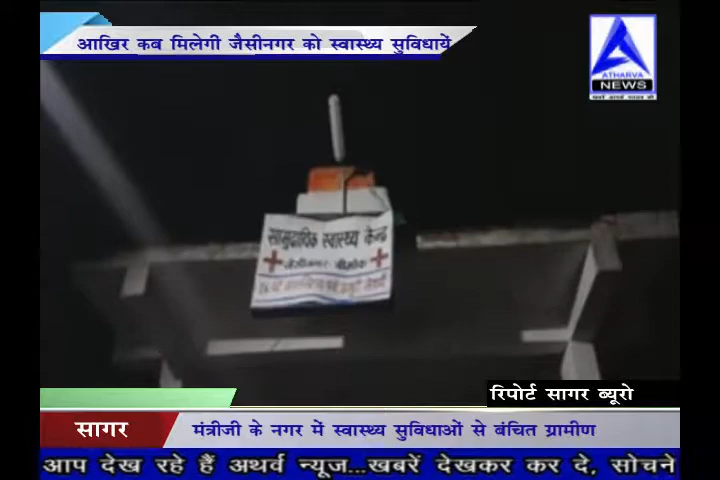 आखिर कब मिलेगी जैसीनगर को स्वास्थ्य सुविधायें
ATHARVA
NEWS
सामुदायिक स्वास्थ्य केन्द्र
रिपोर्ट सागर ब्यूरो
सागर
मंत्रीजी के नगर में स्वास्थ्य सुविधाओं से बंचित ग्रामीण
आप देख रहे हैं अथर्व न्यूज...खबरें देखकर कर दे, सोचने